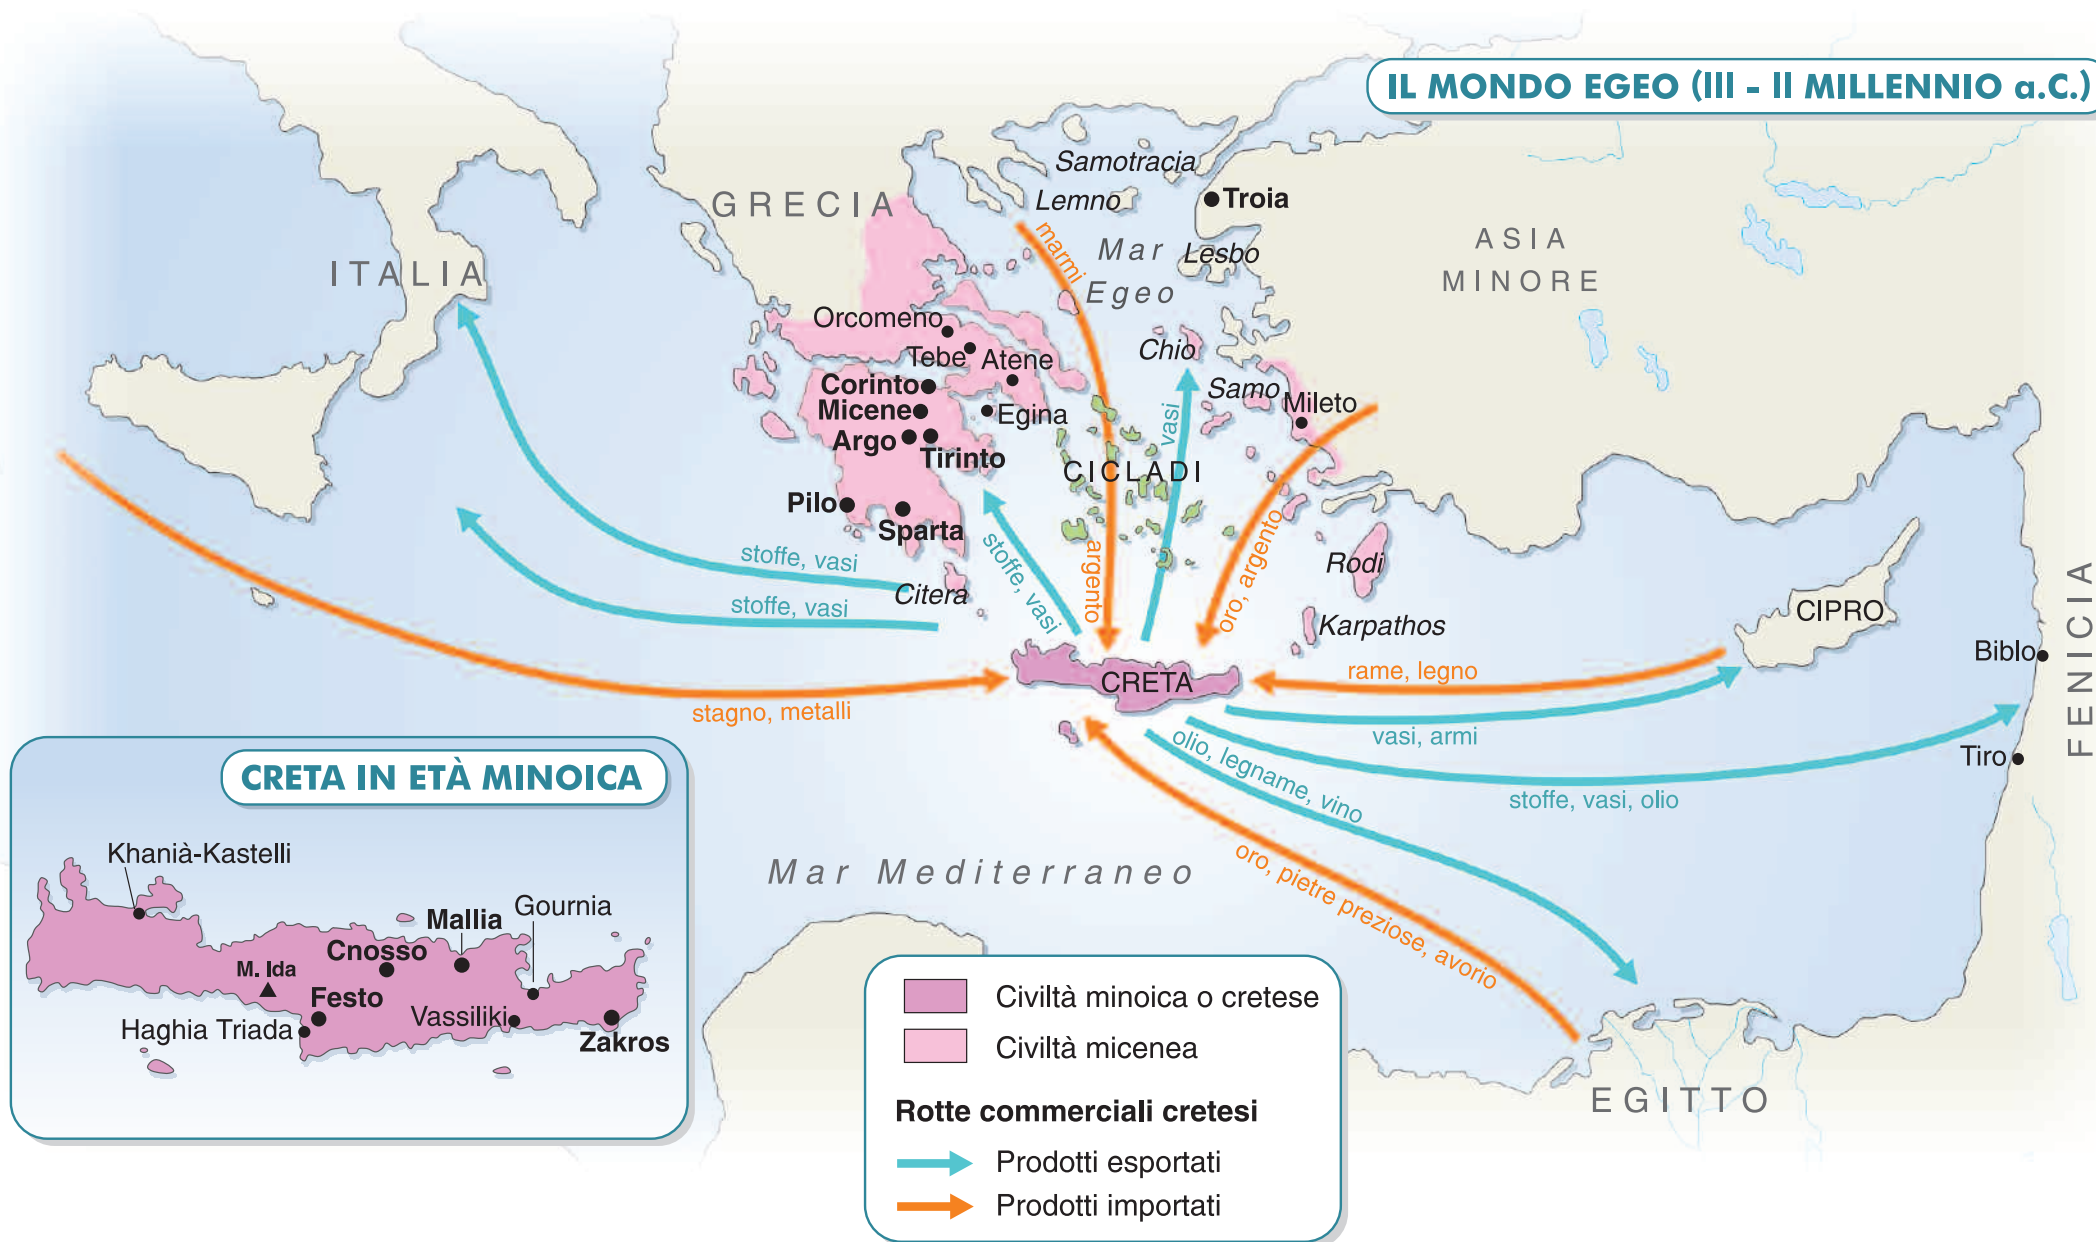 IL MONDO EGEO (III - II MILLENNIO a.C.)
Samotracia
Lemno
Troia
GRECIA
marmi
Mar
Egeo
Lesbo
ASIA
MINORE
ITALIA
Orcomeno
Tebe
Atene
Chio
Corinto
Samo
Mileto
Micene
Egina
vasi
Argo
Tirinto
CICLADI
Pilo
Sparta
stoffe, vasi
stoffe, vasi
argento
oro, argento
Rodi
Citera
stoffe, vasi
Karpathos
CIPRO
Biblo
FENICIA
CRETA
rame, legno
stagno, metalli
vasi, armi
Tiro
olio, legname, vino
stoffe, vasi, olio
oro, pietre preziose, avorio
Mar Mediterraneo
EGITTO
CRETA IN ETÀ MINOICA
Khanià-Kastelli
Mallia
Gournia
Cnosso
M. Ida
Festo
Haghia Triada
Vassiliki
Zakros
Civiltà minoica o cretese
Civiltà micenea
Rotte commerciali cretesi
Prodotti esportati
Prodotti importati